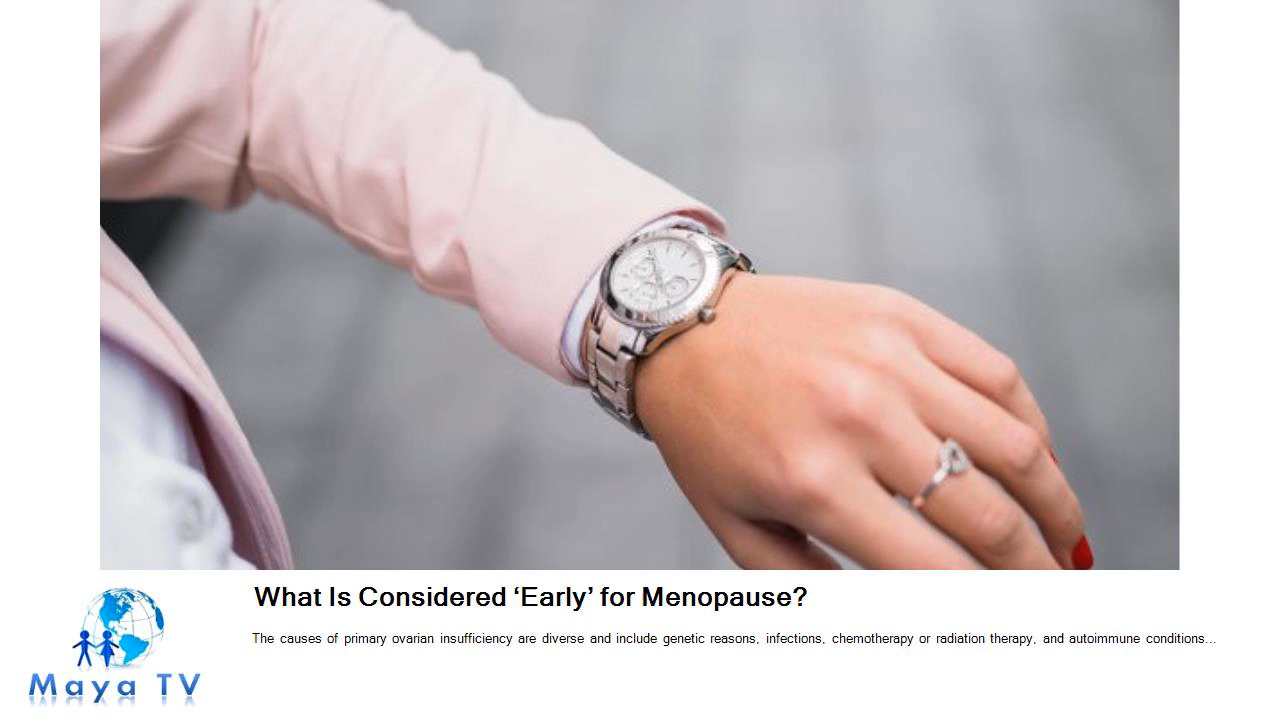 What Is Considered ‘Early’ for Menopause?
The causes of primary ovarian insufficiency are diverse and include genetic reasons, infections, chemotherapy or radiation therapy, and autoimmune conditions...
Maya TV